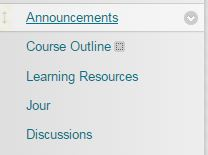 Announcements
Course Outline
Learning Resources
Jour
Discussions